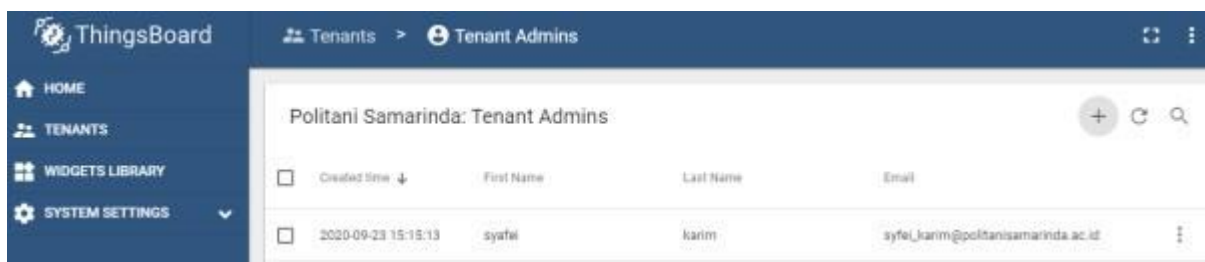 ThingsBoard
Tenants > Tenant Admins
HOME
TENANTS
WIDGETS LIBRARY
SYSTEM SETTINGS
Politani Samarinda: Tenant Admins
Created time First Name Last Name Email
2020-09-23 15:15:13 syafei karim syfei_karim@politanisamarinda.ac.id